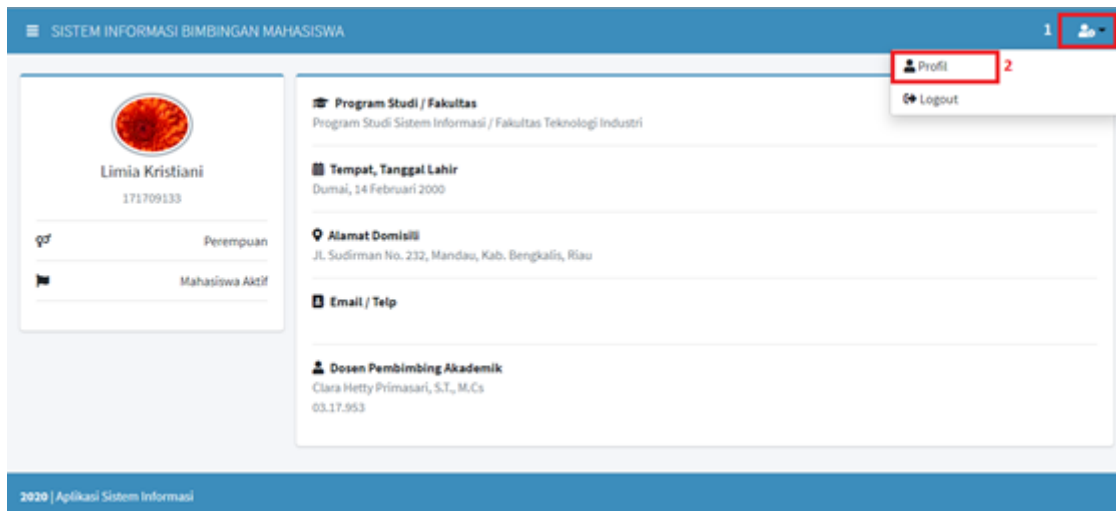 SISTEM INFORMASI BIMBINGAN MAHASISWA
1
Profil 2
Logout
Limia Kristiani
171709133
Perempuan
Mahasiswa Aktif
Program Studi / Fakultas
Program Studi Sistem Informasi / Fakultas Teknologi Industri
Tempat, Tanggal Lahir
Dumai, 14 Februari 2000
Alamat Domisili
JL. Sudirman No. 232, Mandau, Kab. Bengkalis, Riau
Email / Telp
Dosen Pembimbing Akademik
Clara Hetty Primasari, S.T., M.Cs
03.17.953
2020 | Aplikasi Sistem Informasi